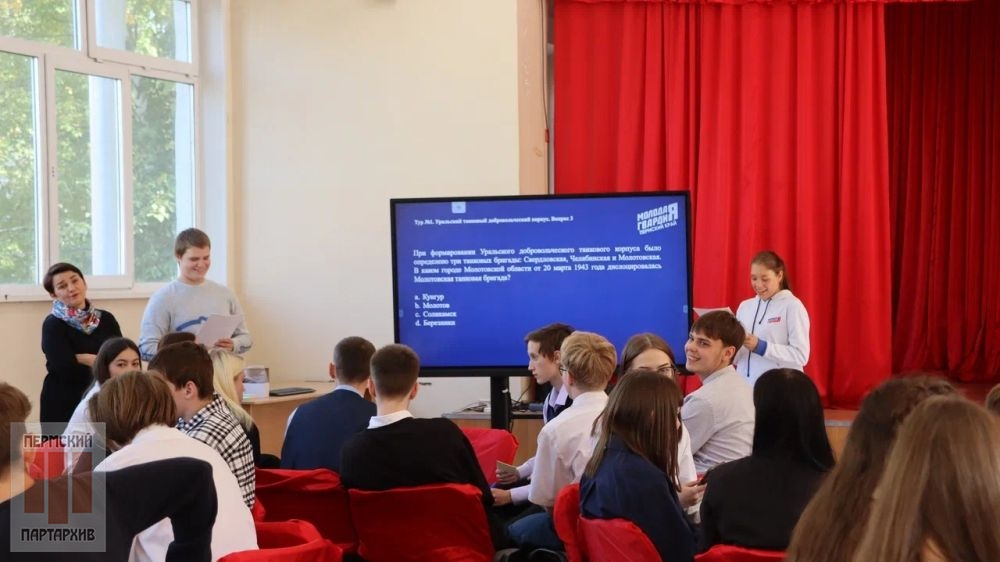 Тур №1. Уральский танковый добровольческий корпус. Вопрос 3
МОЛОДАЯ
ГВАРДИЯ
ПЕРМСКИЙ КРАЙ
При формировании Уральского добровольческого танкового корпуса было
определено три танковых бригады: Свердловская, Челябинская и Молотовская.
В каком городе Молотовской области от 20 марта 1943 года дислоцировалась
Молотовская танковая бригада?
a. Кунгур
b. Молотов
c. Соликамск
d. Березники
ПЕРМСКИЙ
ПАРТАРХИВ